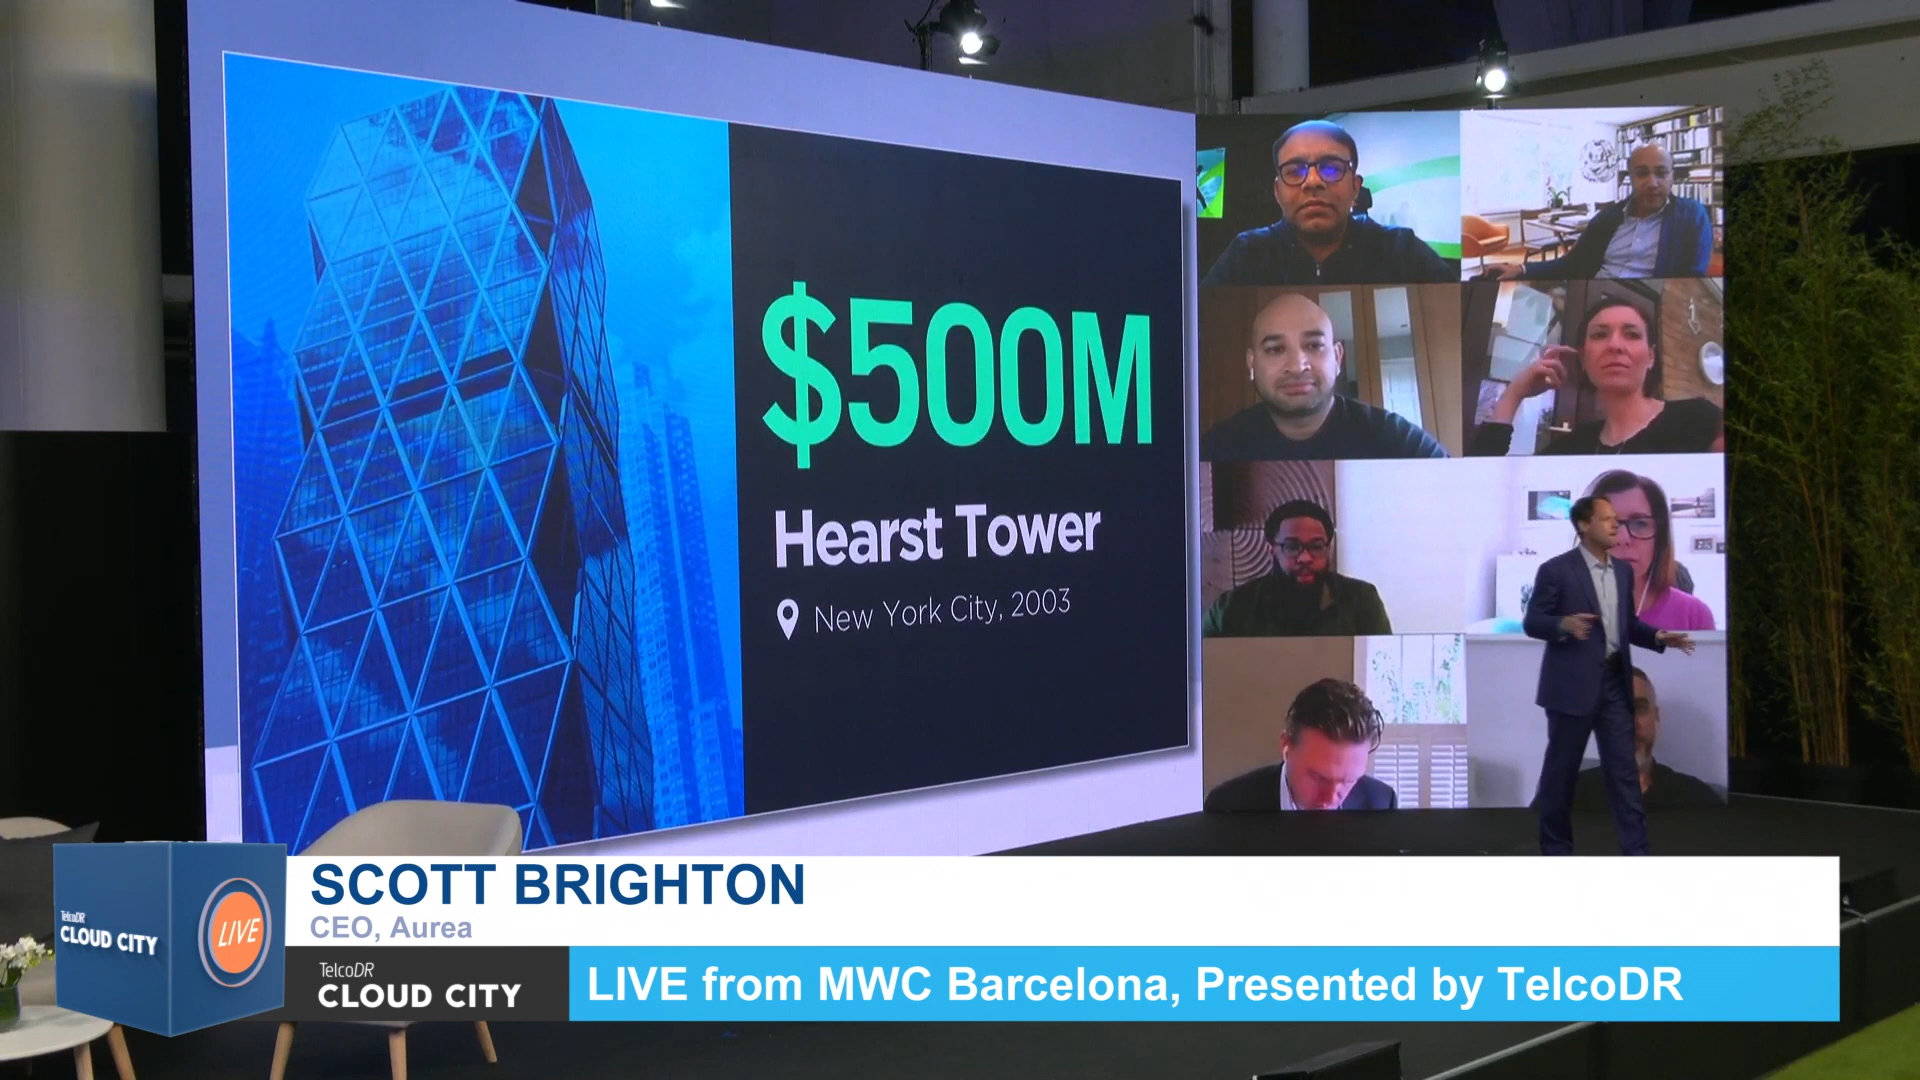 $500M
Hearst Tower
New York City, 2003
SCOTT BRIGHTON
CEO, Aurea
TelcoDR
CLOUD CITY
LIVE
TelcoDR
CLOUD CITY
LIVE from MWC Barcelona, Presented by TelcoDR